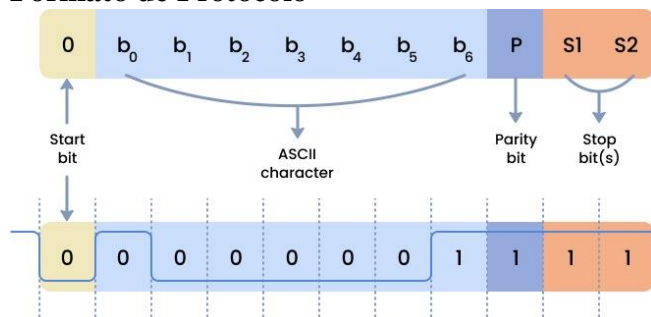 Formato de Protocolo
0 b0 b1 b2 b3 b4 b5 b6 P S1 S2
Start bit
ASCII character
Parity bit
Stop bit(s)
0 0 0 0 0 0 0 1 1 1 1